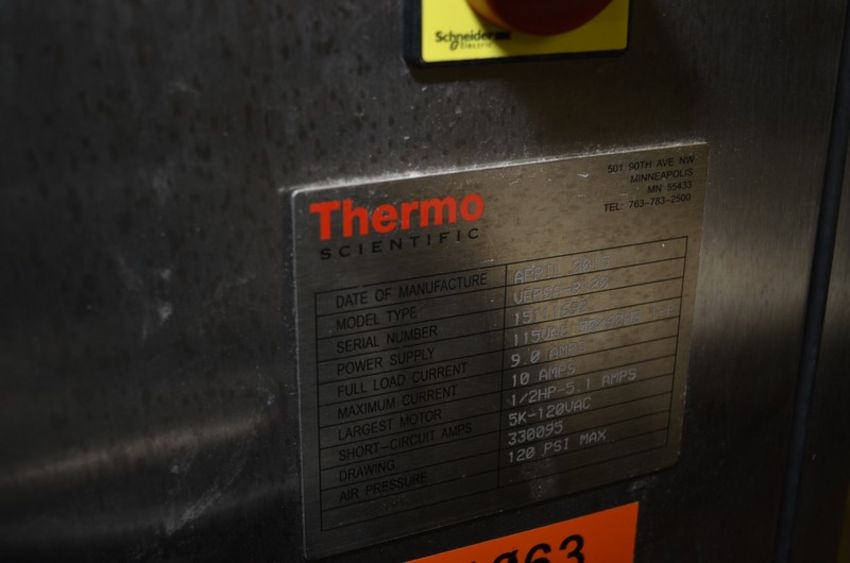 Schneider
Electric
Thermo
SCIENTIFIC
501 90TH AVE NW
MINNEAPOLIS
MN 55433
TEL: 763-783-2500
DATE OF MANUFACTURE APRIL 2015
MODEL TYPE
SERIAL NUMBER
POWER SUPPLY 115VAC
FULL LOAD CURRENT 9.0 AMPS
MAXIMUM CURRENT 10 AMPS
LARGEST MOTOR 1/2HP-5.1 AMPS
SHORT-CIRCUIT AMPS 5K-120VAC
DRAWING 330095
AIR PRESSURE 120 PSI MAX